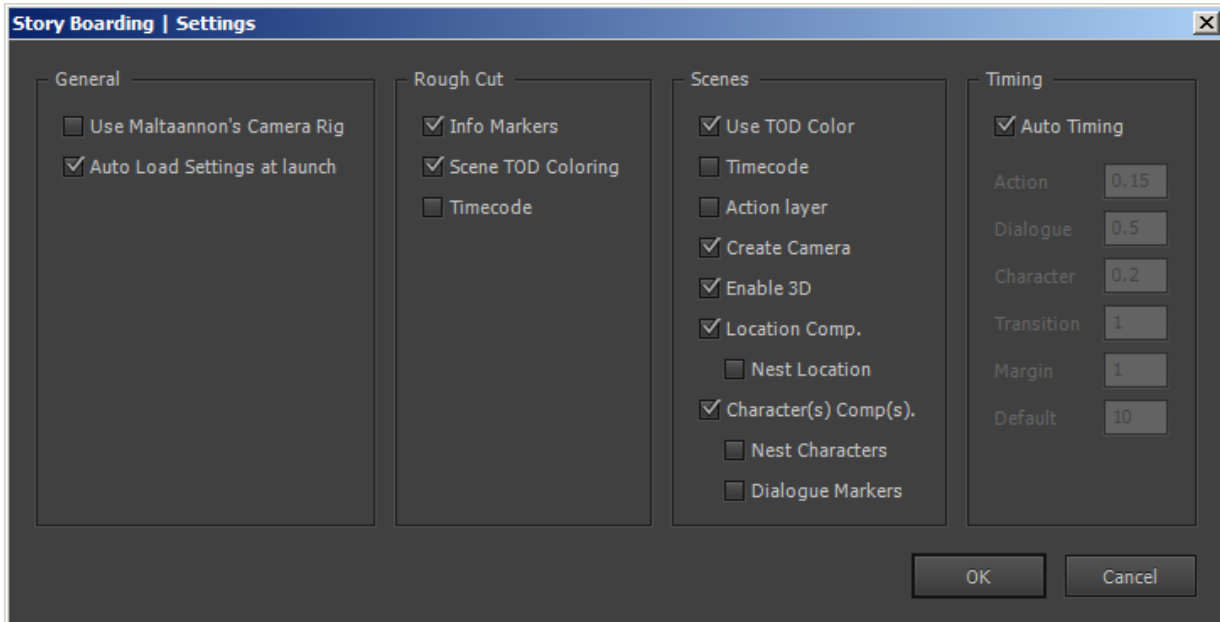 Story Boarding | Settings
General
Use Maltaannon's Camera Rig
Auto Load Settings at launch
Rough Cut
Info Markers
Scene TOD Coloring
Timecode
Scenes
Use TOD Color
Timecode
Action layer
Create Camera
Enable 3D
Location Comp.
Nest Location
Character(s) Comp(s).
Nest Characters
Dialogue Markers
Timing
Auto Timing
Action 0.15
Dialogue 0.5
Character 0.2
Transition 1
Margin 1
Default 10
OK
Cancel